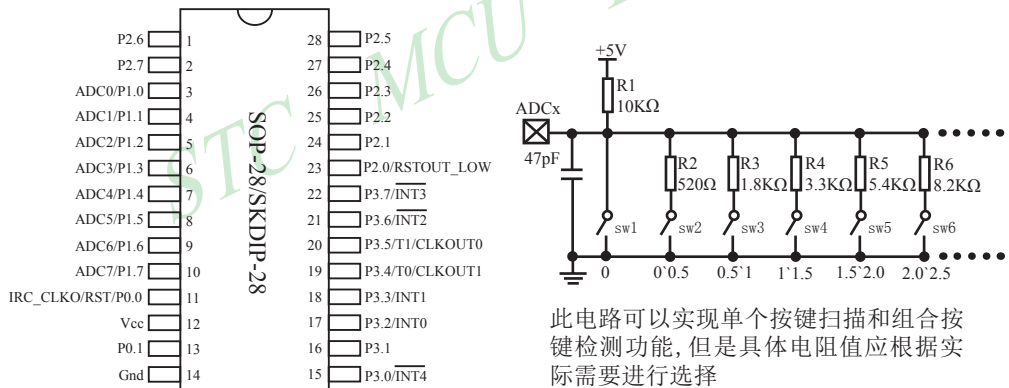 P2.6 1 28 P2.5
P2.7 2 27 P2.4
ADC0/P1.0 3 26 P2.3
ADC1/P1.1 4 25 P2.2
ADC2/P1.2 5 24 P2.1
ADC3/P1.3 6 23 P2.0/RSTOUT_LOW
ADC4/P1.4 7 22 P3.7/INT3
ADC5/P1.5 8 21 P3.6/INT2
ADC6/P1.6 9 20 P3.5/T1/CLKOUT0
ADC7/P1.7 10 19 P3.4/T0/CLKOUT1
IRC_CLKO/RST/P0.0 11 18 P3.3/INT1
Vcc 12 17 P3.2/INT0
P0.1 13 16 P3.1
Gnd 14 15 P3.0/INT4
SOP-28/SKDIP-28
STC MCU
+5V
R1
10KΩ
ADCx
47pF
R2 R3 R4 R5 R6
520Ω 1.8KΩ 3.3KΩ 5.4KΩ 8.2KΩ
sw1 sw2 sw3 sw4 sw5 sw6
0 0`0.5 0.5`1 1`1.5 1.5`2.0 2.0`2.5
此电路可以实现单个按键扫描和组合按
键检测功能,但是具体电阻值应根据实
际需要进行选择